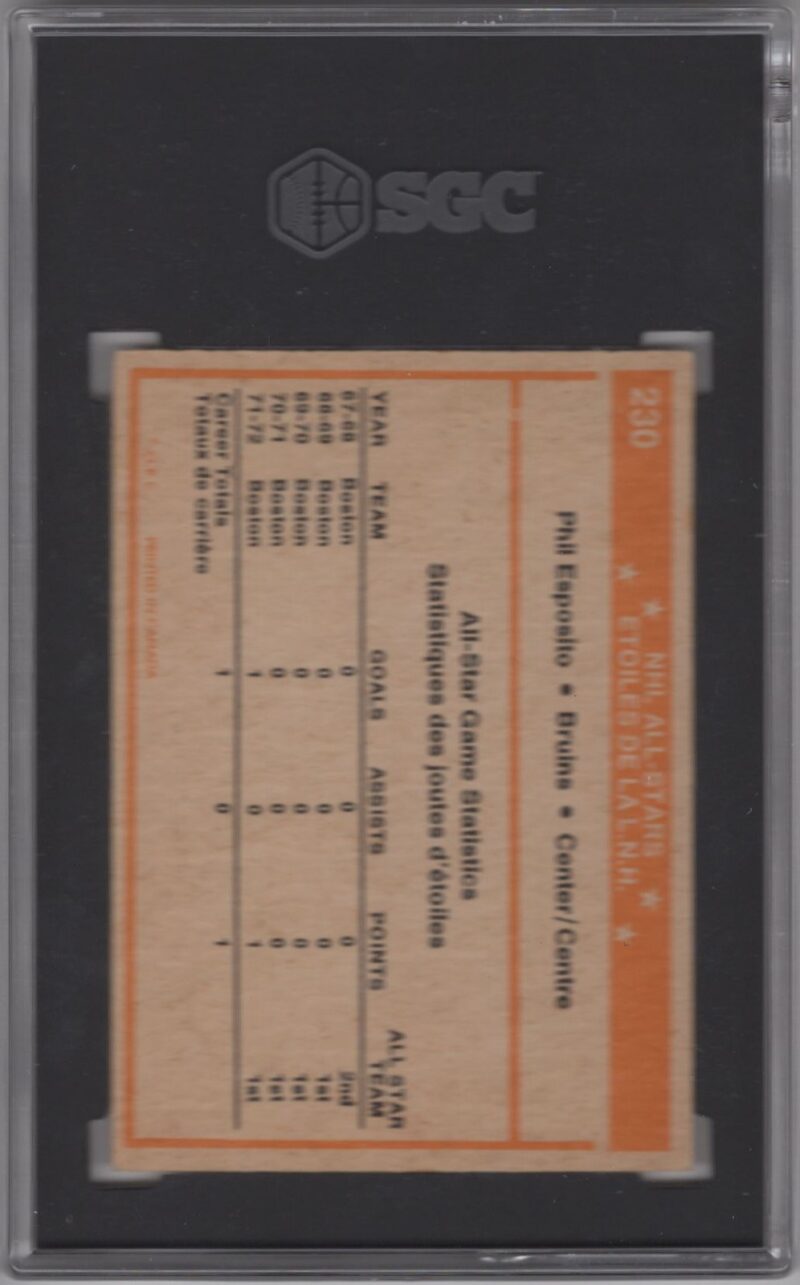 SGC
230
NHL ALL-STARS
ETOILES DE LA L.N.H.
Phil Esposito • Bruins • Center/Centre
All-Star Game Statistics
Statistiques des joutes d'étoiles
YEAR TEAM GOALS ASSISTS POINTS ALL STAR TEAM
67-68 Boston 0 0 0 2nd
68-69 Boston 0 0 0 1st
69-70 Boston 0 0 0 1st
70-71 Boston 0 0 0 1st
71-72 Boston 1 0 1 1st
Career Totals
Totaux de carrière 1 0 1
PRINTED IN CANADA